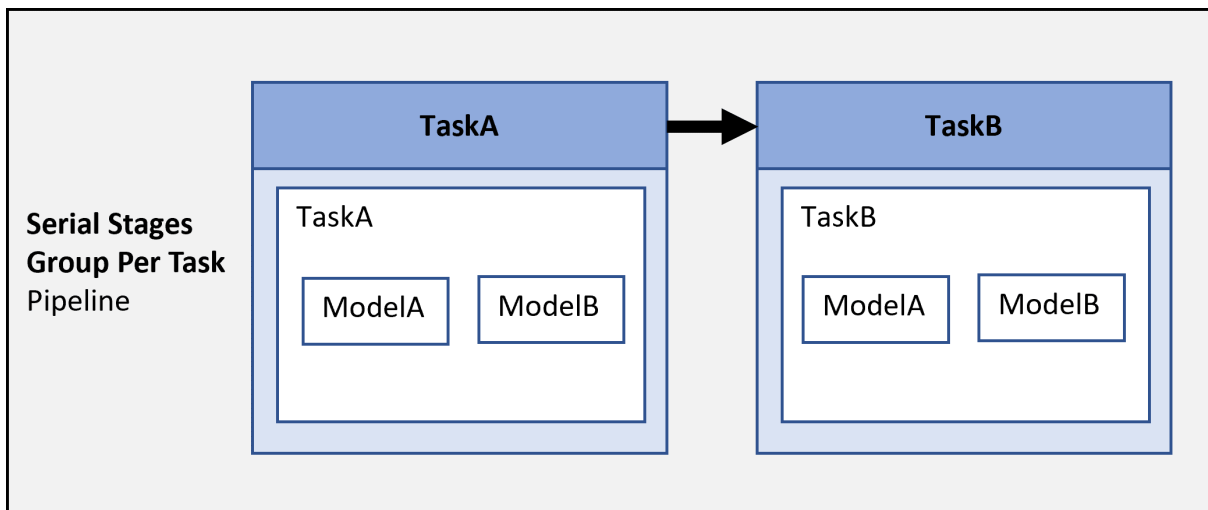 TaskA
TaskB
Serial Stages
Group Per Task
Pipeline
TaskA
ModelA
ModelB
TaskB
ModelA
ModelB